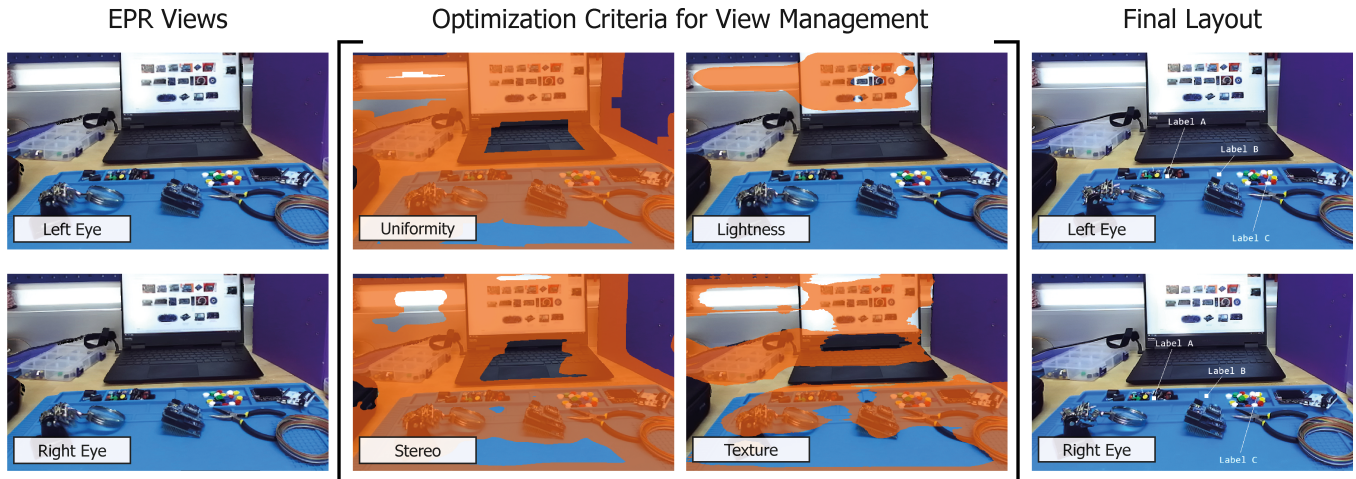 EPR Views
Optimization Criteria for View Management
Final Layout
Left Eye
Uniformity
Lightness
Label A
Label B
Label C
Left Eye
Right Eye
Stereo
Texture
Label A
Label B
Label C
Right Eye